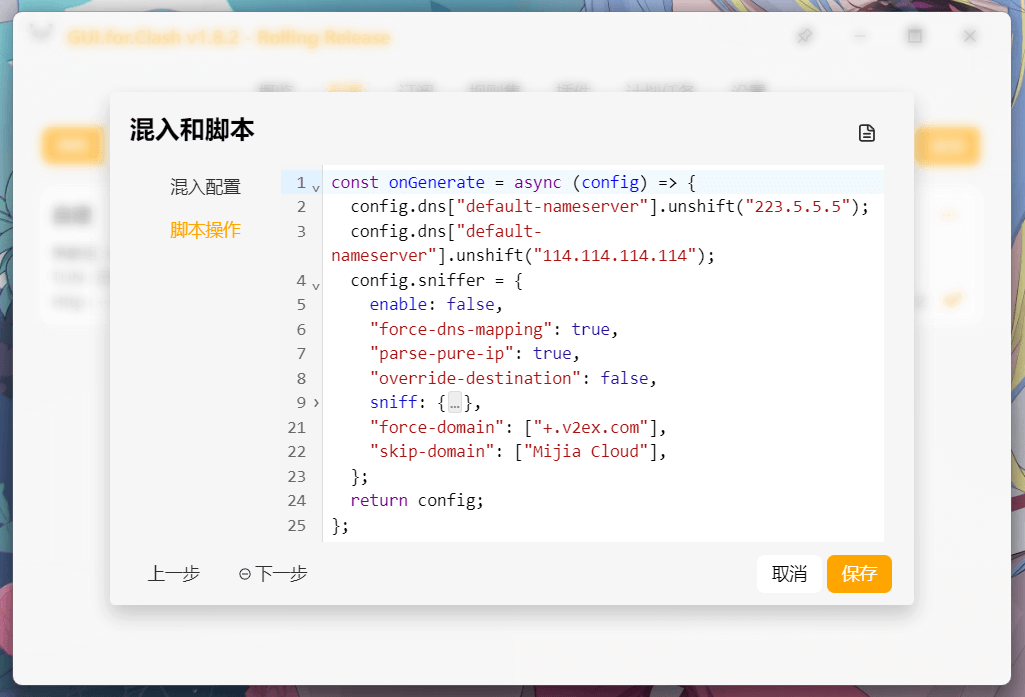 GUI.for.Clash v1.8.2 - Rolling Release
混入和脚本
混入配置
脚本操作
1 const onGenerate = async (config) => {
2 config.dns["default-nameserver"].unshift("223.5.5.5");
3 config.dns["default-
nameserver"].unshift("114.114.114.114");
4 config.sniffer = {
5 enable: false,
6 "force-dns-mapping": true,
7 "parse-pure-ip": true,
8 "override-destination": false,
9 sniff: {…},
21 "force-domain": ["+.v2ex.com"],
22 "skip-domain": ["Mijia Cloud"],
23 };
24 return config;
25 };
上一步
下一步
取消
保存